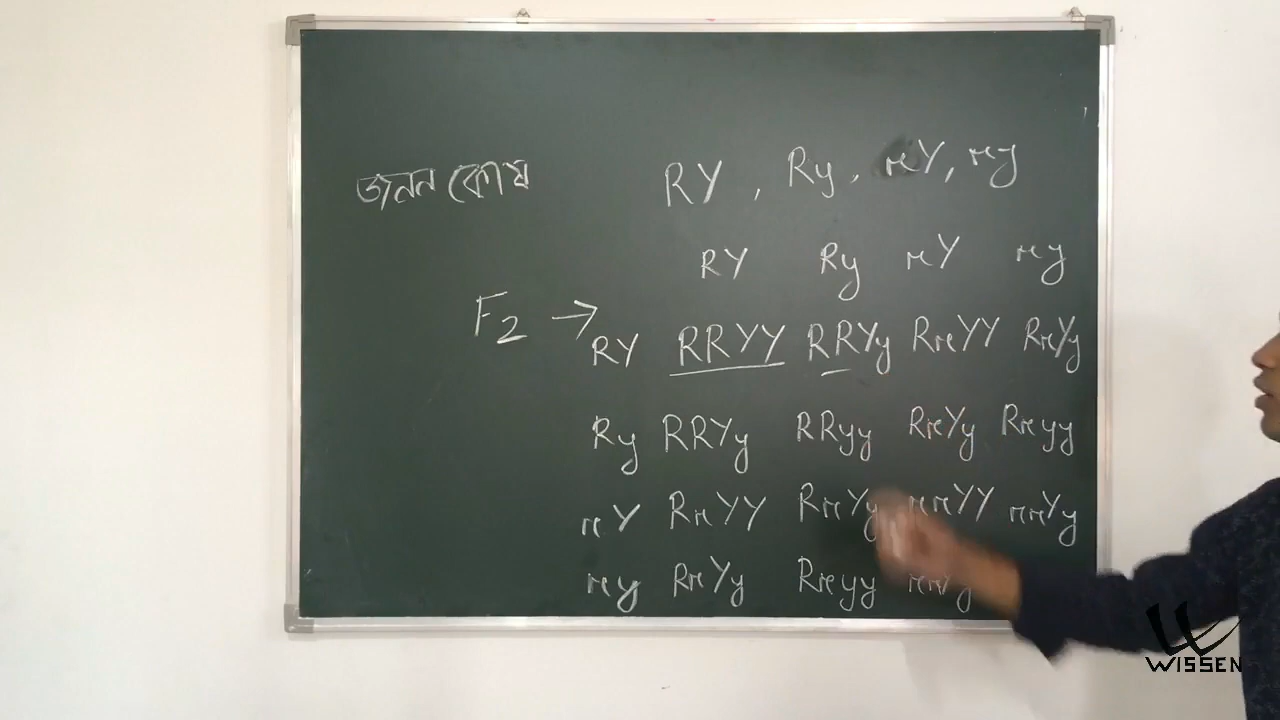 জনন কোষ RY, Ry, rY, ry
RY Ry rY ry
F2 → RY RRYY RRYy RrYY RrYy
Ry RRYy RRyy RrYy Rryy
rY RrYY RrYy rrYY rrYy
ry RrYy Rryy rrYy
WISSEN